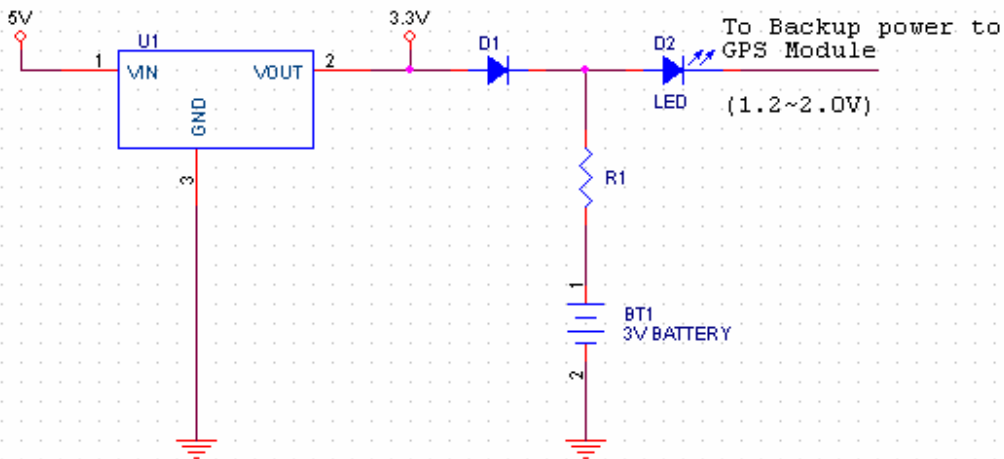 5V
3.3V
To Backup power to
GPS Module
U1
D1
D2
1
VIN
VOUT
2
LED
(1.2~2.0V)
GND
3
R1
1
BT1
3V BATTERY
2